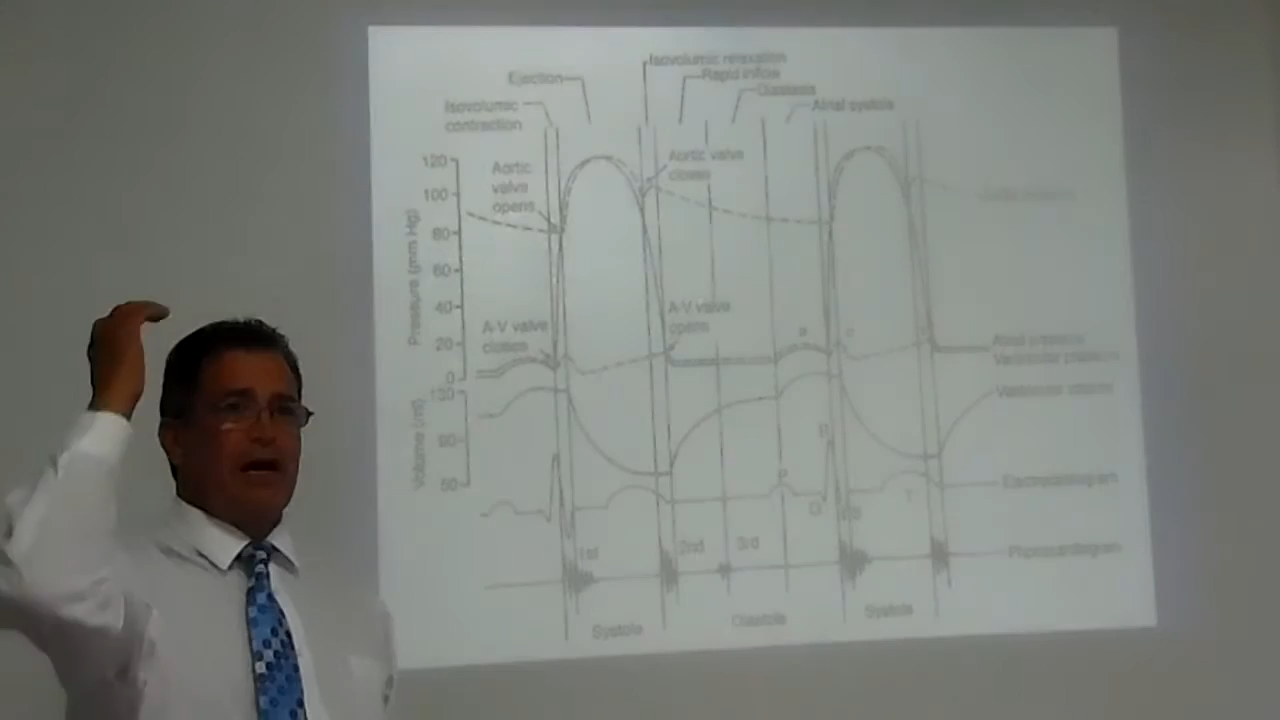 Isovolumic relaxation
Ejection
Rapid inflow
Diastasis
Isovolumic
contraction
Atrial systole
120
Aortic
valve
opens
Aortic valve
closes
100
80
60
40
20
0
Pressure (mm Hg)
A-V valve
closes
A-V valve
opens
a
c
Atrial pressure
Ventricular pressure
130
90
50
Volume (ml)
Ventricular volume
R
P
Q
T
Electrocardiogram
1st
2nd
3rd
Phonocardiogram
Systole
Diastole
Systole